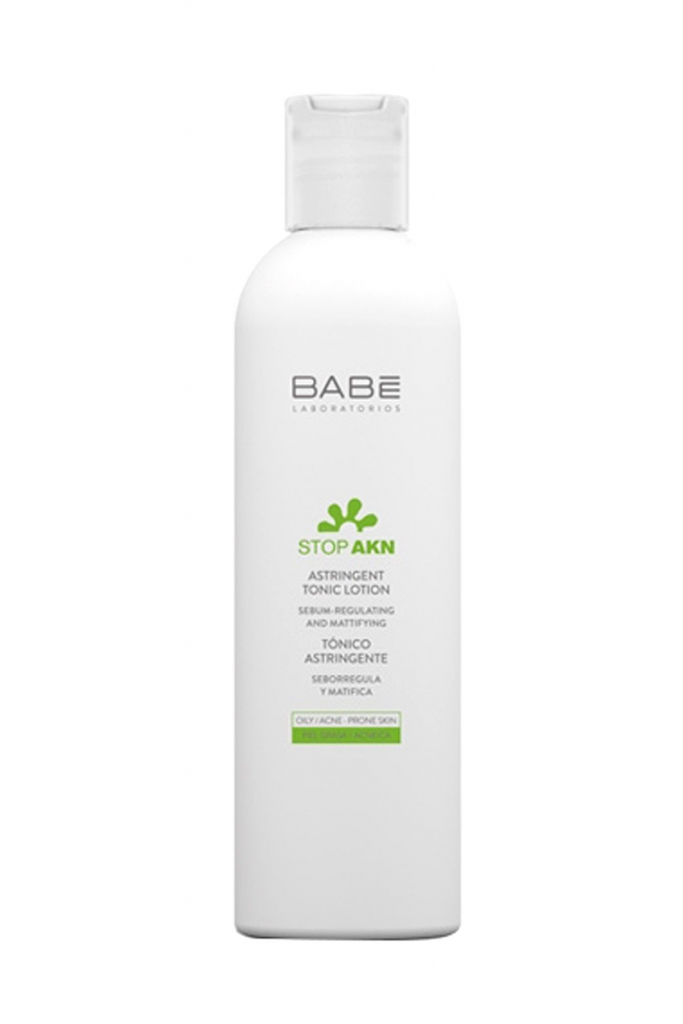 BABĒ
LABORATORIOS
STOP AKN
ASTRINGENT
TONIC LOTION
SEBUM-REGULATING
AND MATTIFYING
TÓNICO
ASTRINGENTE
SEBORREGULA
Y MATIFICA
OILY / ACNE - PRONE SKIN
PIEL GRASA - ACNEICA